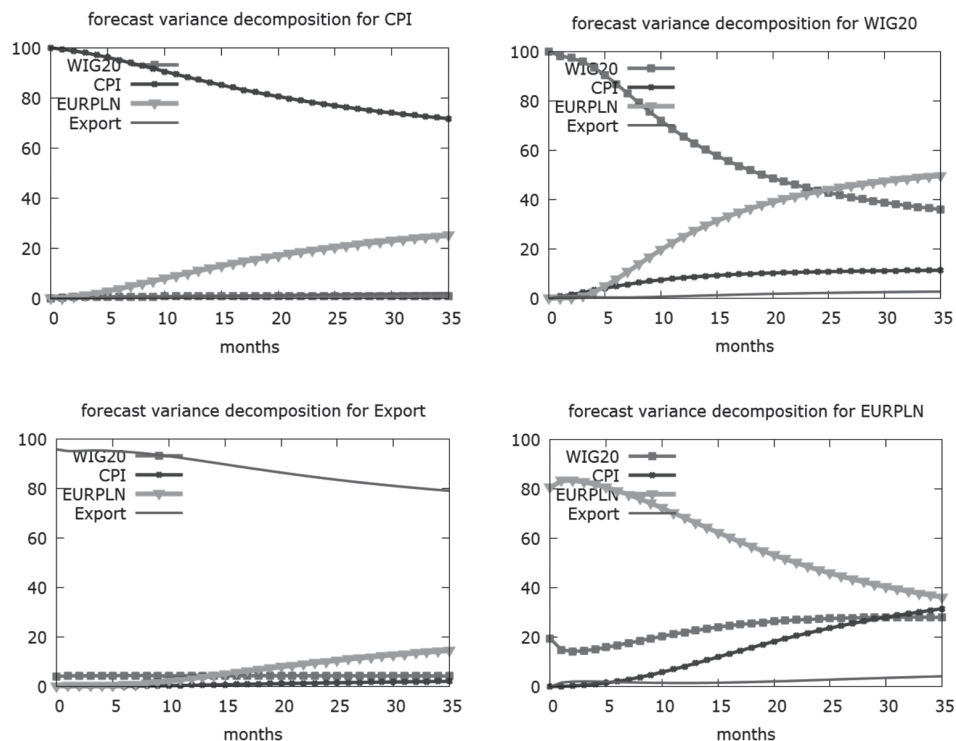 forecast variance decomposition for CPI
100
80
60
40
20
0
WIG20
CPI
EURPLN
Export
0 5 10 15 20 25 30 35
months
forecast variance decomposition for WIG20
100
80
60
40
20
0
WIG20
CPI
EURPLN
Export
0 5 10 15 20 25 30 35
months
forecast variance decomposition for Export
100
80
60
40
20
0
WIG20
CPI
EURPLN
Export
0 5 10 15 20 25 30 35
months
forecast variance decomposition for EURPLN
100
80
60
40
20
0
WIG20
CPI
EURPLN
Export
0 5 10 15 20 25 30 35
months